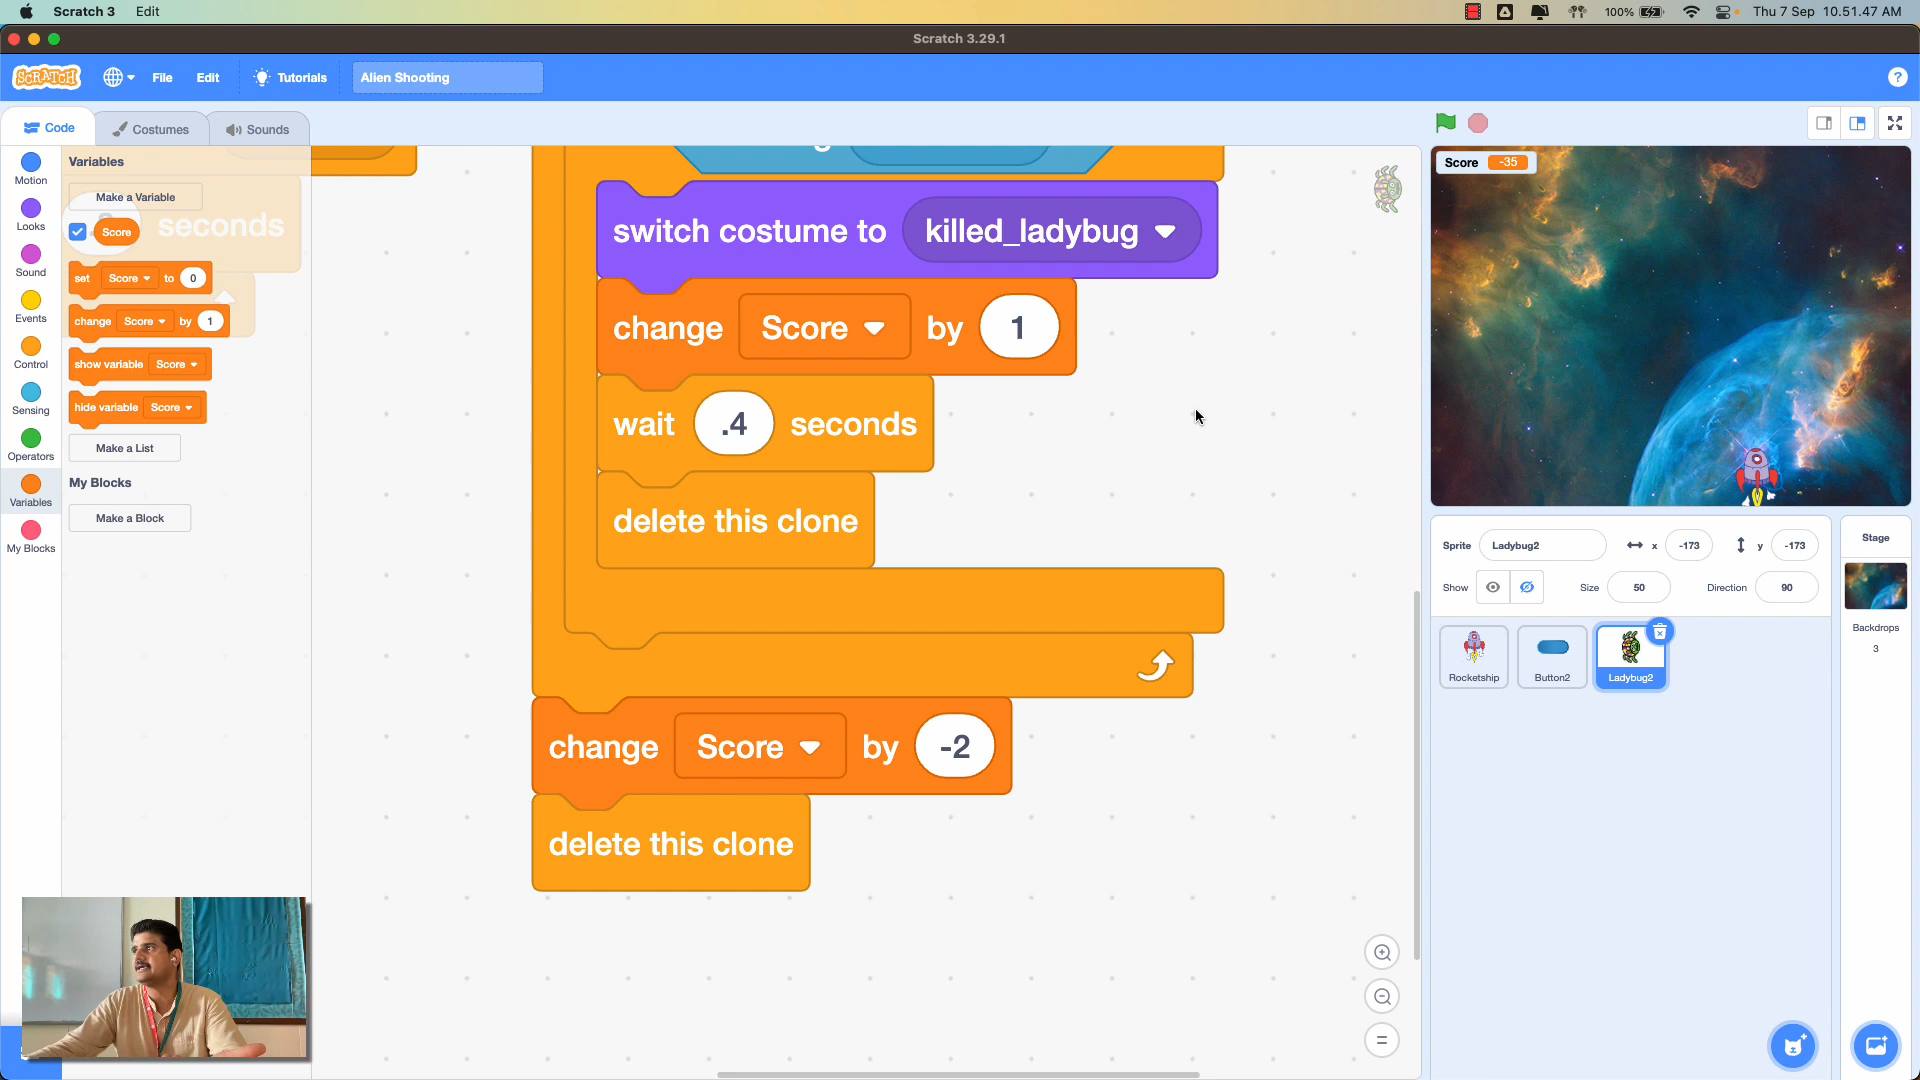 Scratch 3 Edit 100% Thu 7 Sep 10.51.47 AM
Scratch 3.29.1
SCRATCH File Edit Tutorials Alien Shooting ?
Code Costumes Sounds
Motion
Looks
Sound
Events
Control
Sensing
Operators
Variables
My Blocks
Variables
Make a Variable
seconds
Score
set Score to 0
change Score by 1
show variable Score
hide variable Score
Make a List
My Blocks
Make a Block
switch costume to killed_ladybug
change Score by 1
wait .4 seconds
delete this clone
change Score by -2
delete this clone
Score -35
Sprite Ladybug2 x -173 y -173
Show Size 50 Direction 90
Rocketship Button2 Ladybug2
Stage
Backdrops
3